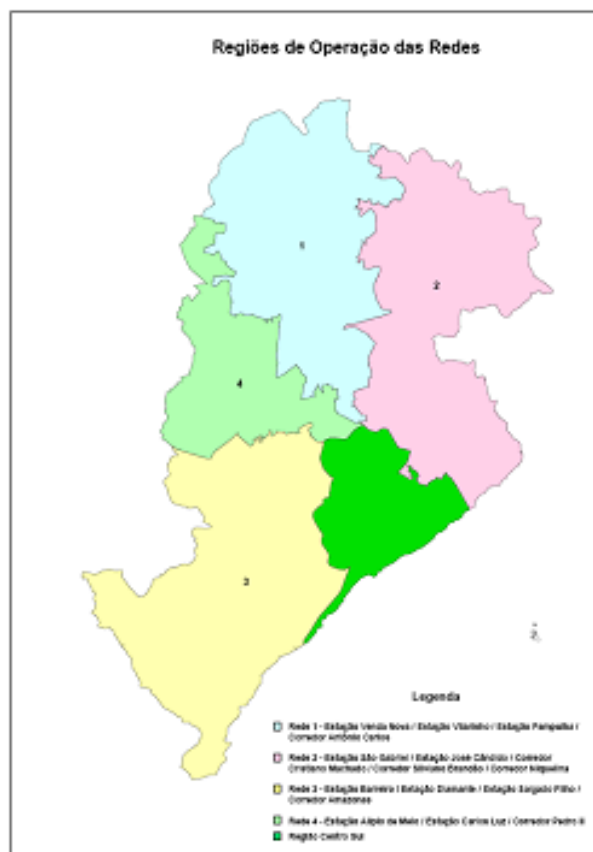 Regiões de Operação das Redes
1
2
4
3
Legenda
Rede 1 - Estação Venda Nova / Estação Vilarinho / Estação Pampulha /
Corredor Antônio Carlos
Rede 2 - Estação São Gabriel / Estação José Cândido / Corredor
Cristiano Machado / Corredor Silviano Brandão / Corredor
Rede 3 - Estação Barreiro / Estação Diamante / Estação Salgado Filho /
Corredor Amazonas
Rede 4 - Estação Alípio de Melo / Estação Carlos Luz / Corredor Pedro II
Região Centro Sul